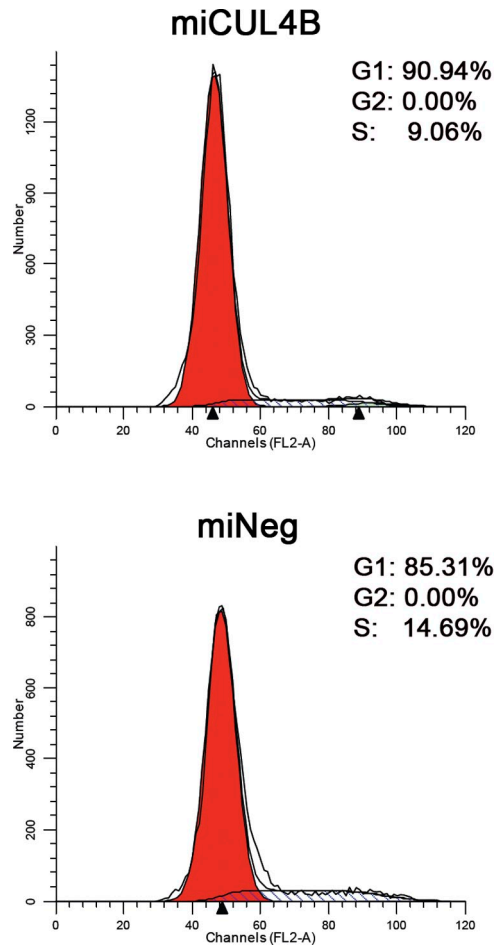 miCUL4B
G1: 90.94%
G2: 0.00%
S: 9.06%
Number
1200
900
600
300
0
0 20 40 60 80 100 120
Channels (FL2-A)
miNeg
G1: 85.31%
G2: 0.00%
S: 14.69%
Number
800
600
400
200
0
0 20 40 60 80 100 120
Channels (FL2-A)